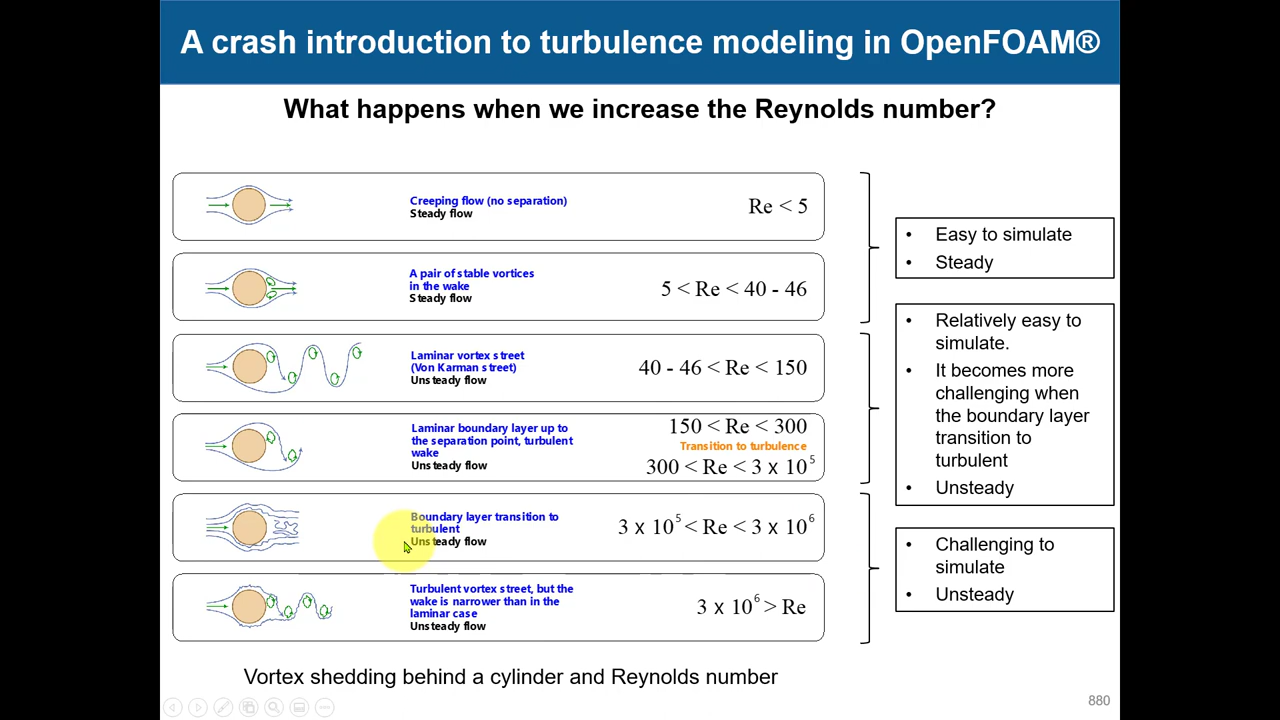 A crash introduction to turbulence modeling in OpenFOAM®
What happens when we increase the Reynolds number?
Creeping flow (no separation)
Steady flow
Re < 5
A pair of stable vortices
in the wake
Steady flow
5 < Re < 40 - 46
Laminar vortex street
(Von Karman street)
Unsteady flow
40 - 46 < Re < 150
Laminar boundary layer up to
the separation point, turbulent
wake
Unsteady flow
150 < Re < 300
Transition to turbulence
300 < Re < 3 x 10⁵
Boundary layer transition to
turbulent
Unsteady flow
3 x 10⁵ < Re < 3 x 10⁶
Turbulent vortex street, but the
wake is narrower than in the
laminar case
Unsteady flow
3 x 10⁶ > Re
• Easy to simulate
• Steady
• Relatively easy to
simulate.
• It becomes more
challenging when
the boundary layer
transition to
turbulent
• Unsteady
• Challenging to
simulate
• Unsteady
Vortex shedding behind a cylinder and Reynolds number
880